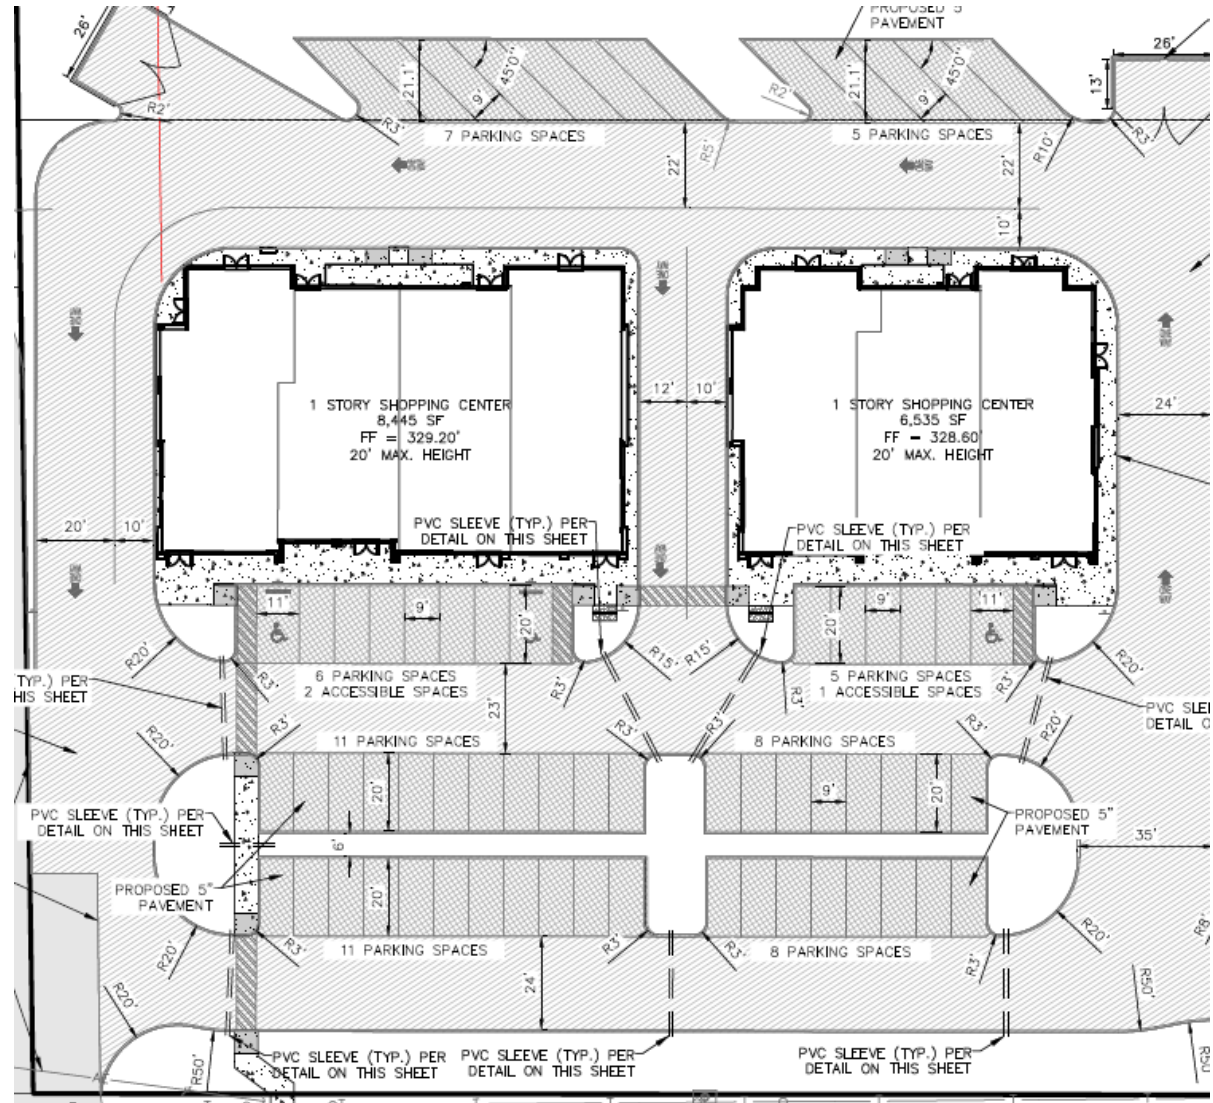 PROPOSED 5"
PAVEMENT
26'
26'
13'
21.1'
45'0"
9'
21.1'
45'0"
9'
R2'
R3'
R2'
R3'
7 PARKING SPACES
5 PARKING SPACES
R5'
R10'
22'
22'
10'
12'
10'
24'
1 STORY SHOPPING CENTER
8,445 SF
FF = 329.20'
20' MAX. HEIGHT
1 STORY SHOPPING CENTER
6,535 SF
FF = 328.60'
20' MAX. HEIGHT
20'
10'
PVC SLEEVE (TYP.) PER
DETAIL ON THIS SHEET
PVC SLEEVE (TYP.) PER
DETAIL ON THIS SHEET
11'
9'
20'
20'
9'
11'
R20'
R3'
R3'
R15'
R15'
R3'
R3'
R20'
TYP.) PER
HIS SHEET
6 PARKING SPACES
2 ACCESSIBLE SPACES
5 PARKING SPACES
1 ACCESSIBLE SPACES
23'
PVC SLE
DETAIL O
R20'
R3'
11 PARKING SPACES
R3'
R3'
8 PARKING SPACES
R3'
R20'
20'
9'
20'
PVC SLEEVE (TYP.) PER
DETAIL ON THIS SHEET
PROPOSED 5"
PAVEMENT
6'
35'
PROPOSED 5"
PAVEMENT
20'
R20'
R3'
11 PARKING SPACES
R3'
R3'
8 PARKING SPACES
R3'
R20'
R8'
R20'
24'
R50'
R50'
R50'
PVC SLEEVE (TYP.) PER
DETAIL ON THIS SHEET
PVC SLEEVE (TYP.) PER
DETAIL ON THIS SHEET
PVC SLEEVE (TYP.) PER
DETAIL ON THIS SHEET